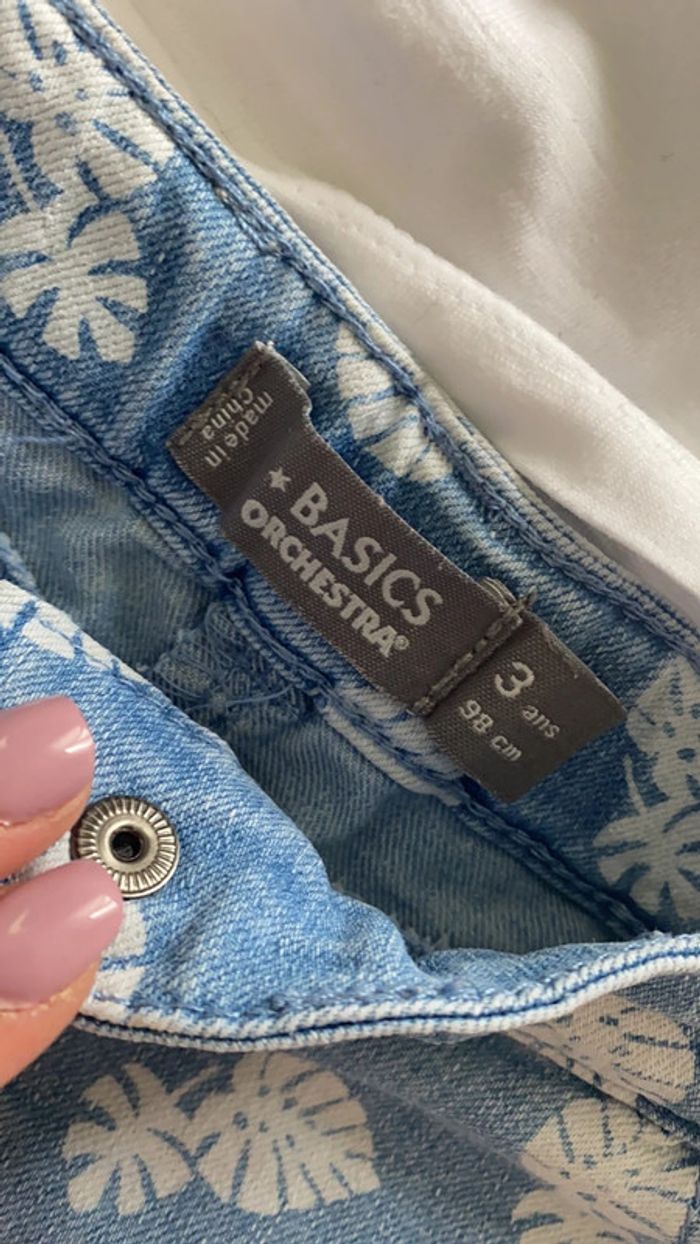 made in
China
★ BASICS
ORCHESTRA®
3 ans
98 cm